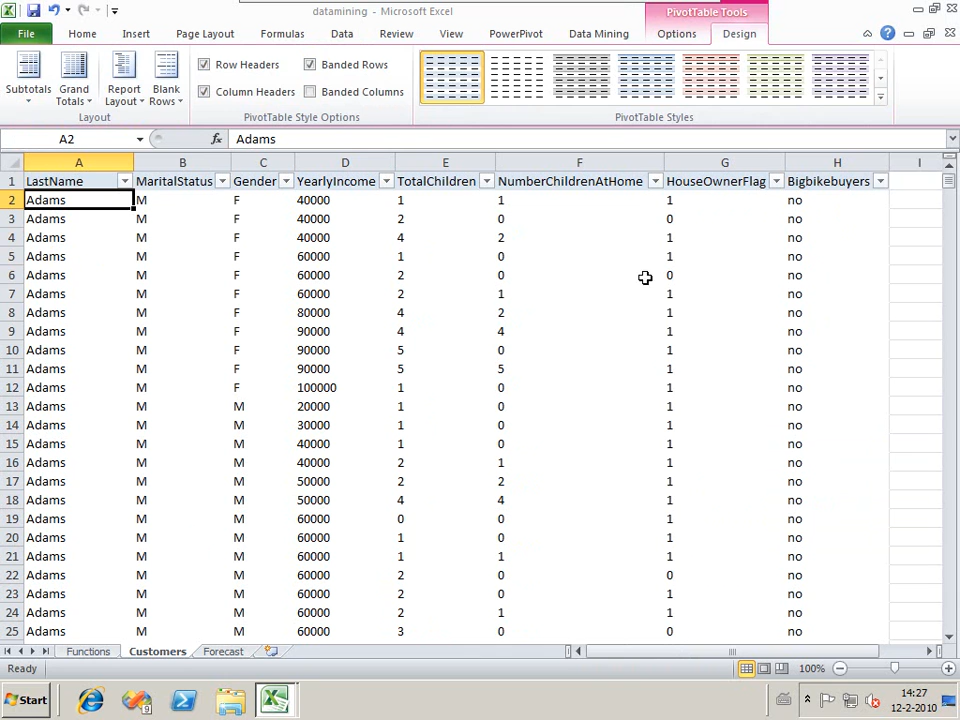 datamining - Microsoft Excel
PivotTable Tools
File Home Insert Page Layout Formulas Data Review View PowerPivot Data Mining Options Design
Subtotals Grand Totals Report Layout Blank Rows
Row Headers Banded Rows
Column Headers Banded Columns
Layout PivotTable Style Options PivotTable Styles
A2 fx Adams
A B C D E F G H I
1 LastName MaritalStatus Gender YearlyIncome TotalChildren NumberChildrenAtHome HouseOwnerFlag Bigbikebuyers
2 Adams M F 40000 1 1 1 no
3 Adams M F 40000 2 0 0 no
4 Adams M F 40000 4 2 1 no
5 Adams M F 60000 1 0 1 no
6 Adams M F 60000 2 0 0 no
7 Adams M F 60000 2 1 1 no
8 Adams M F 80000 4 2 1 no
9 Adams M F 90000 4 4 1 no
10 Adams M F 90000 5 0 1 no
11 Adams M F 90000 5 5 1 no
12 Adams M F 100000 1 0 1 no
13 Adams M M 20000 1 0 1 no
14 Adams M M 30000 1 0 1 no
15 Adams M M 40000 1 0 1 no
16 Adams M M 40000 2 1 1 no
17 Adams M M 50000 2 2 1 no
18 Adams M M 50000 4 4 1 no
19 Adams M M 60000 0 0 1 no
20 Adams M M 60000 1 0 1 no
21 Adams M M 60000 1 1 1 no
22 Adams M M 60000 2 0 0 no
23 Adams M M 60000 2 0 1 no
24 Adams M M 60000 2 1 1 no
25 Adams M M 60000 3 0 0 no
Functions Customers Forecast
Ready 100%
Start 14:27
12-2-2010